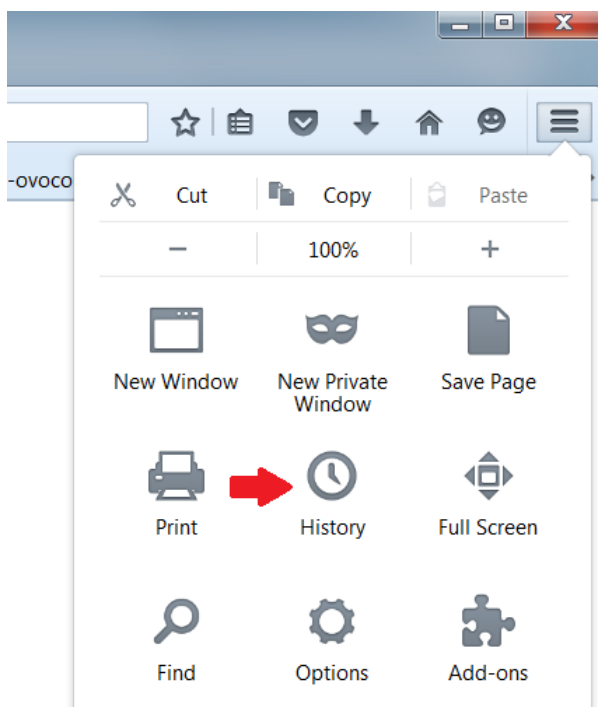 -ovoco
Cut Copy Paste
100%
New Window New Private Window Save Page
Print History Full Screen
Find Options Add-ons